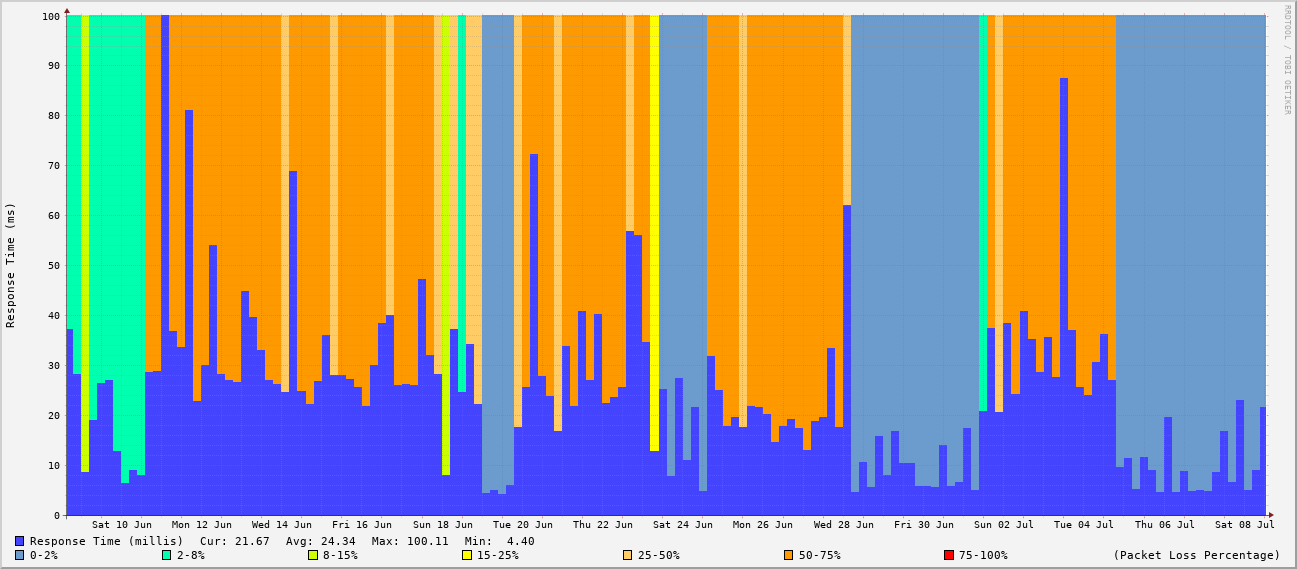 RRDTOOL / TOBI OETIKER
Response Time (ms)
100
90
80
70
60
50
40
30
20
10
0
Sat 10 Jun Mon 12 Jun Wed 14 Jun Fri 16 Jun Sun 18 Jun Tue 20 Jun Thu 22 Jun Sat 24 Jun Mon 26 Jun Wed 28 Jun Fri 30 Jun Sun 02 Jul Tue 04 Jul Thu 06 Jul Sat 08 Jul
Response Time (millis) Cur: 21.67 Avg: 24.34 Max: 100.11 Min: 4.40
0-2% 2-8% 8-15% 15-25% 25-50% 50-75% 75-100% (Packet Loss Percentage)